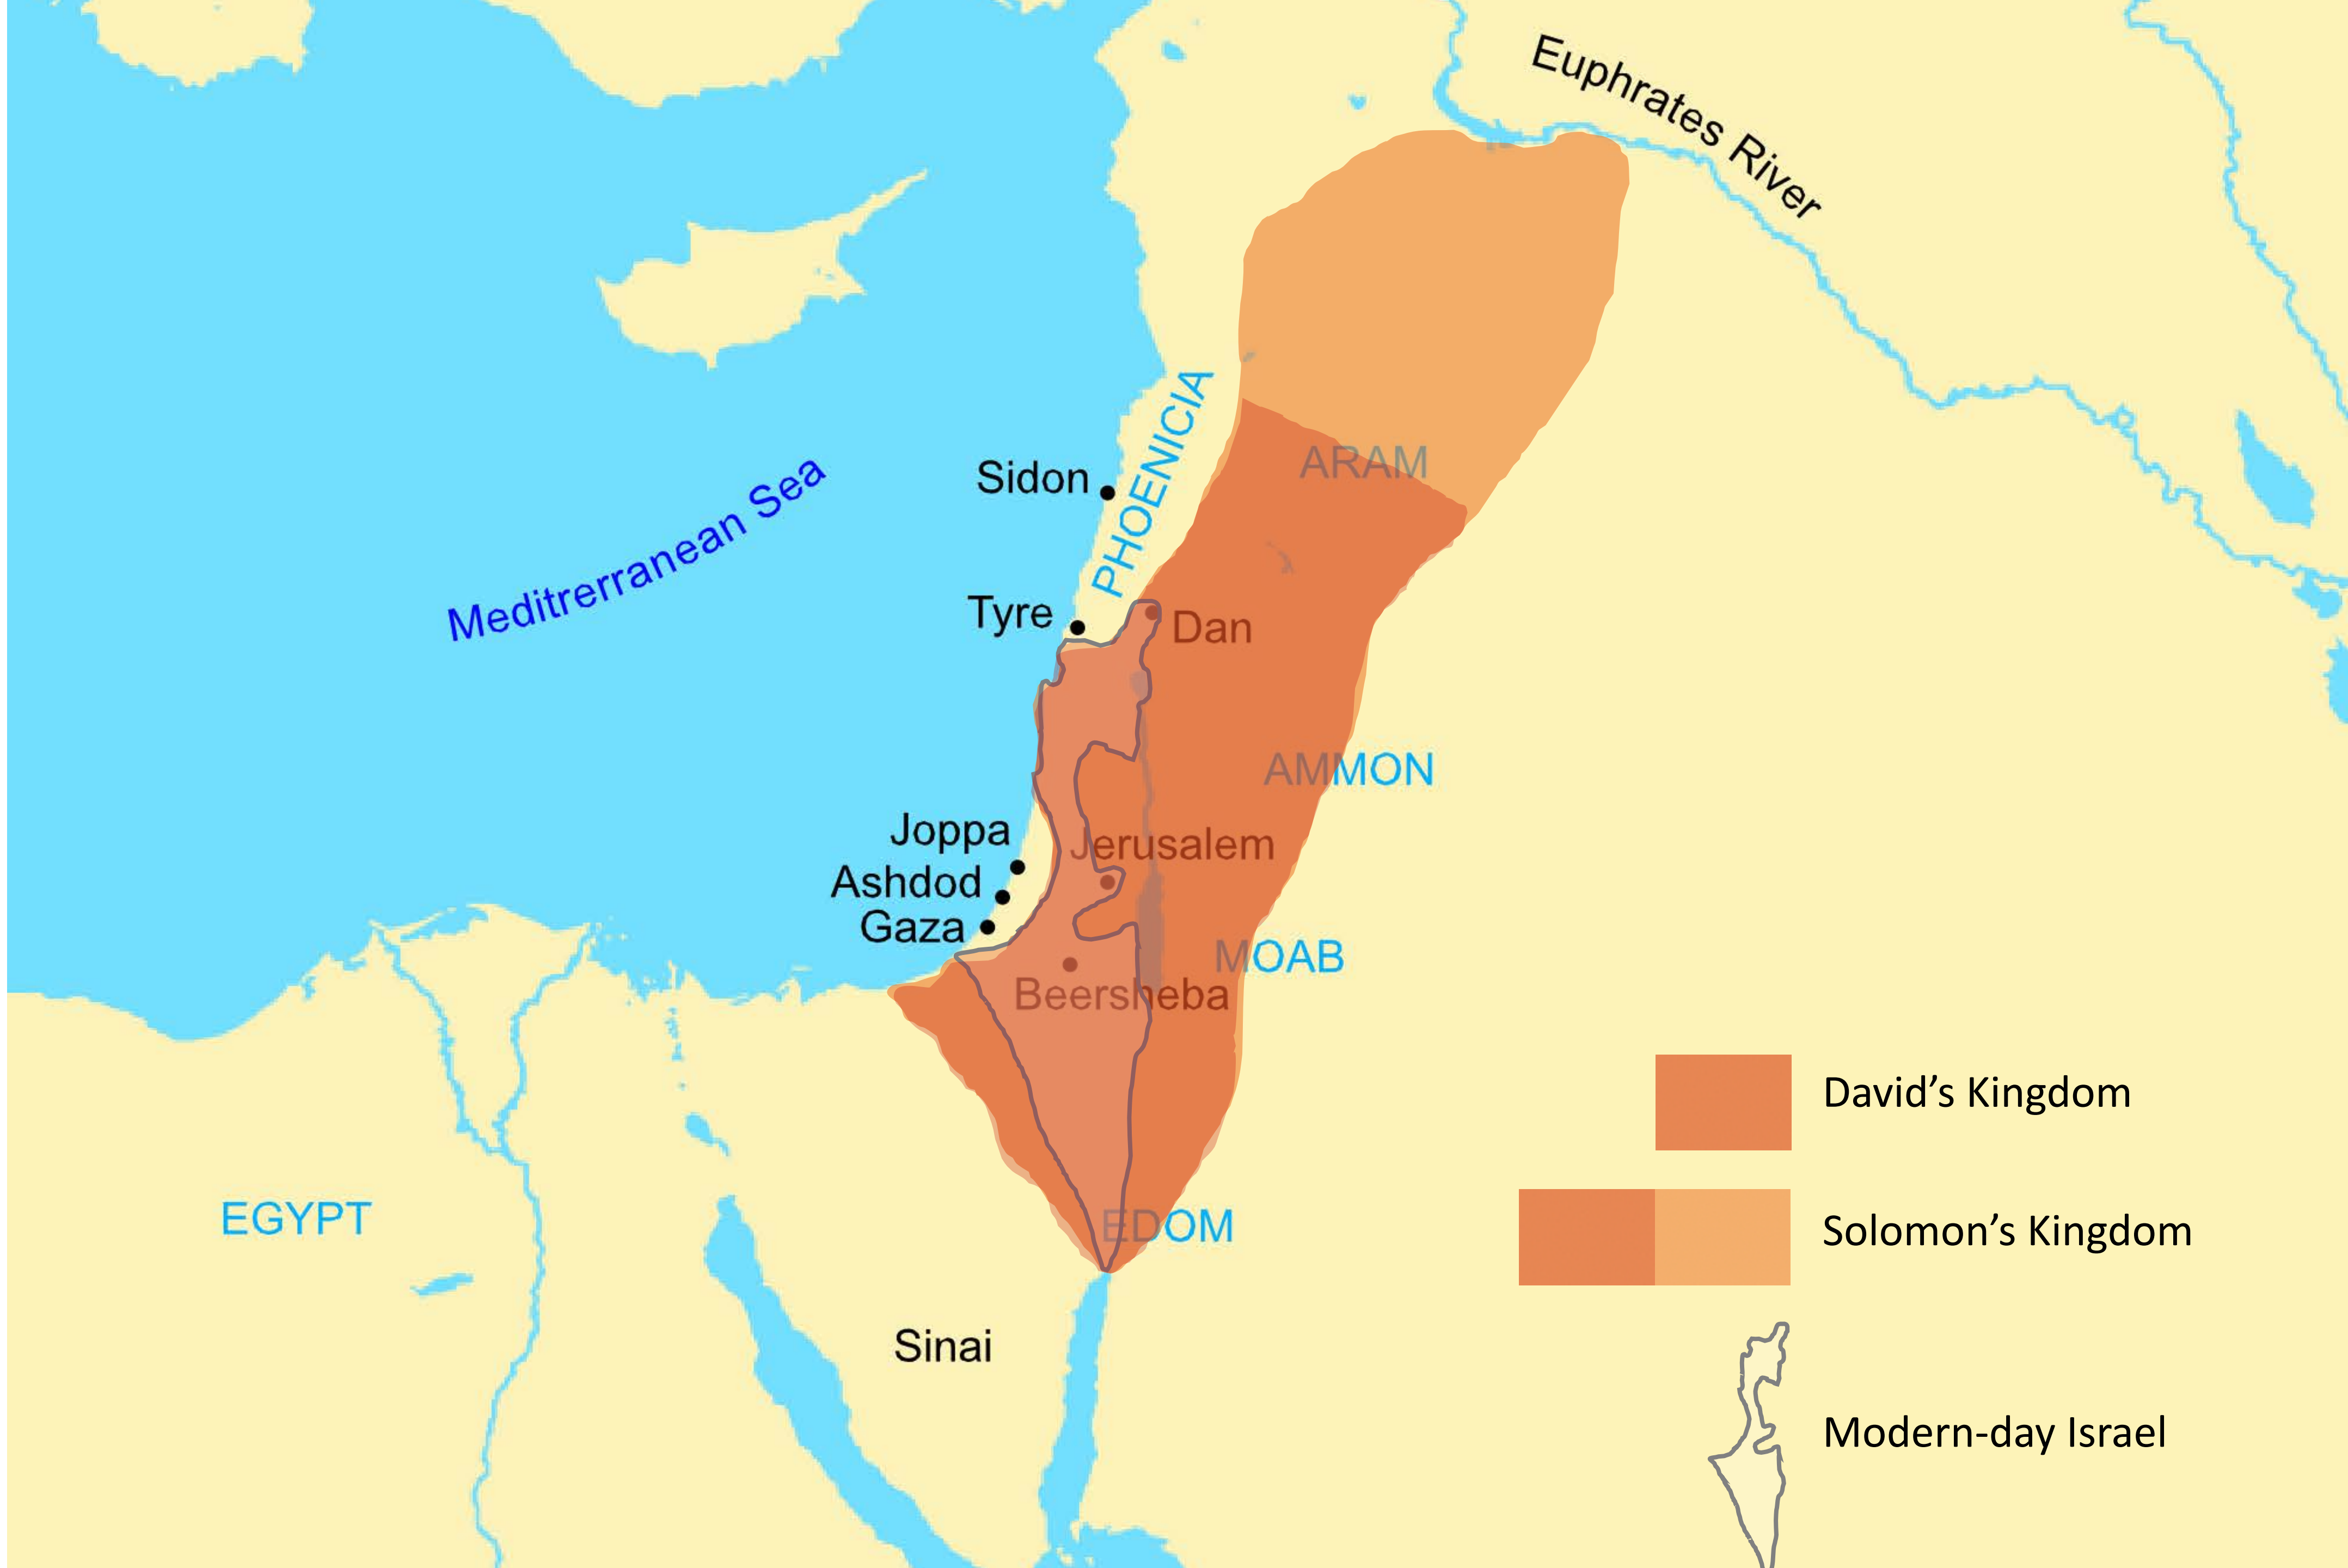 Euphrates River
PHOENICIA
ARAM
Sidon
Meditrerranean Sea
Tyre
Dan
AMMON
Joppa
Jerusalem
Ashdod
Gaza
MOAB
Beersheba
David’s Kingdom
EGYPT
EDOM
Solomon’s Kingdom
Sinai
Modern-day Israel